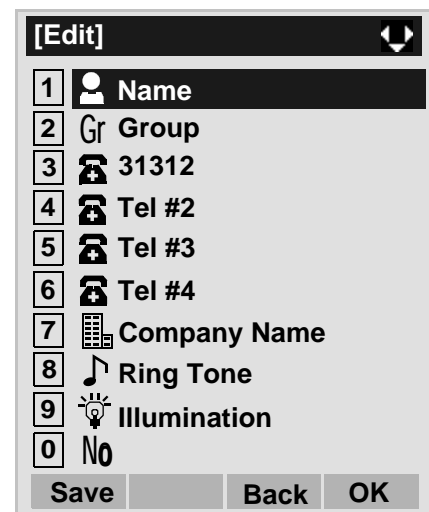 [Edit]
1 Name
2 Gr Group
3 31312
4 Tel #2
5 Tel #3
6 Tel #4
7 Company Name
8 Ring Tone
9 Illumination
0 No
Save Back OK